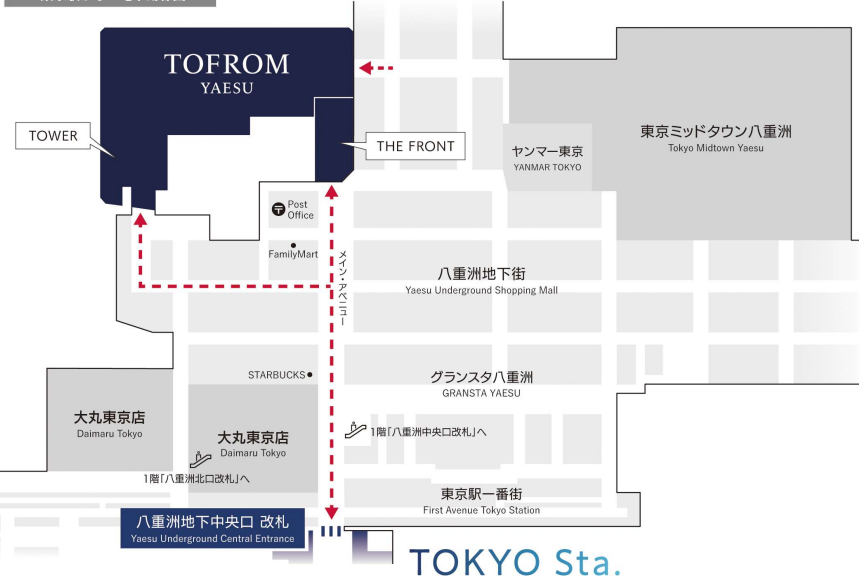 TOFROM
YAESU
TOWER
THE FRONT
ヤンマー東京
YANMAR TOKYO
東京ミッドタウン八重洲
Tokyo Midtown Yaesu
〒 Post
Office
FamilyMart
メイン・アベニュー
八重洲地下街
Yaesu Underground Shopping Mall
STARBUCKS
グランスタ八重洲
GRANSTA YAESU
大丸東京店
Daimaru Tokyo
大丸東京店
Daimaru Tokyo
1階「八重洲中央口改札」へ
1階「八重洲北口改札」へ
東京駅一番街
First Avenue Tokyo Station
八重洲地下中央口 改札
Yaesu Underground Central Entrance
TOKYO Sta.